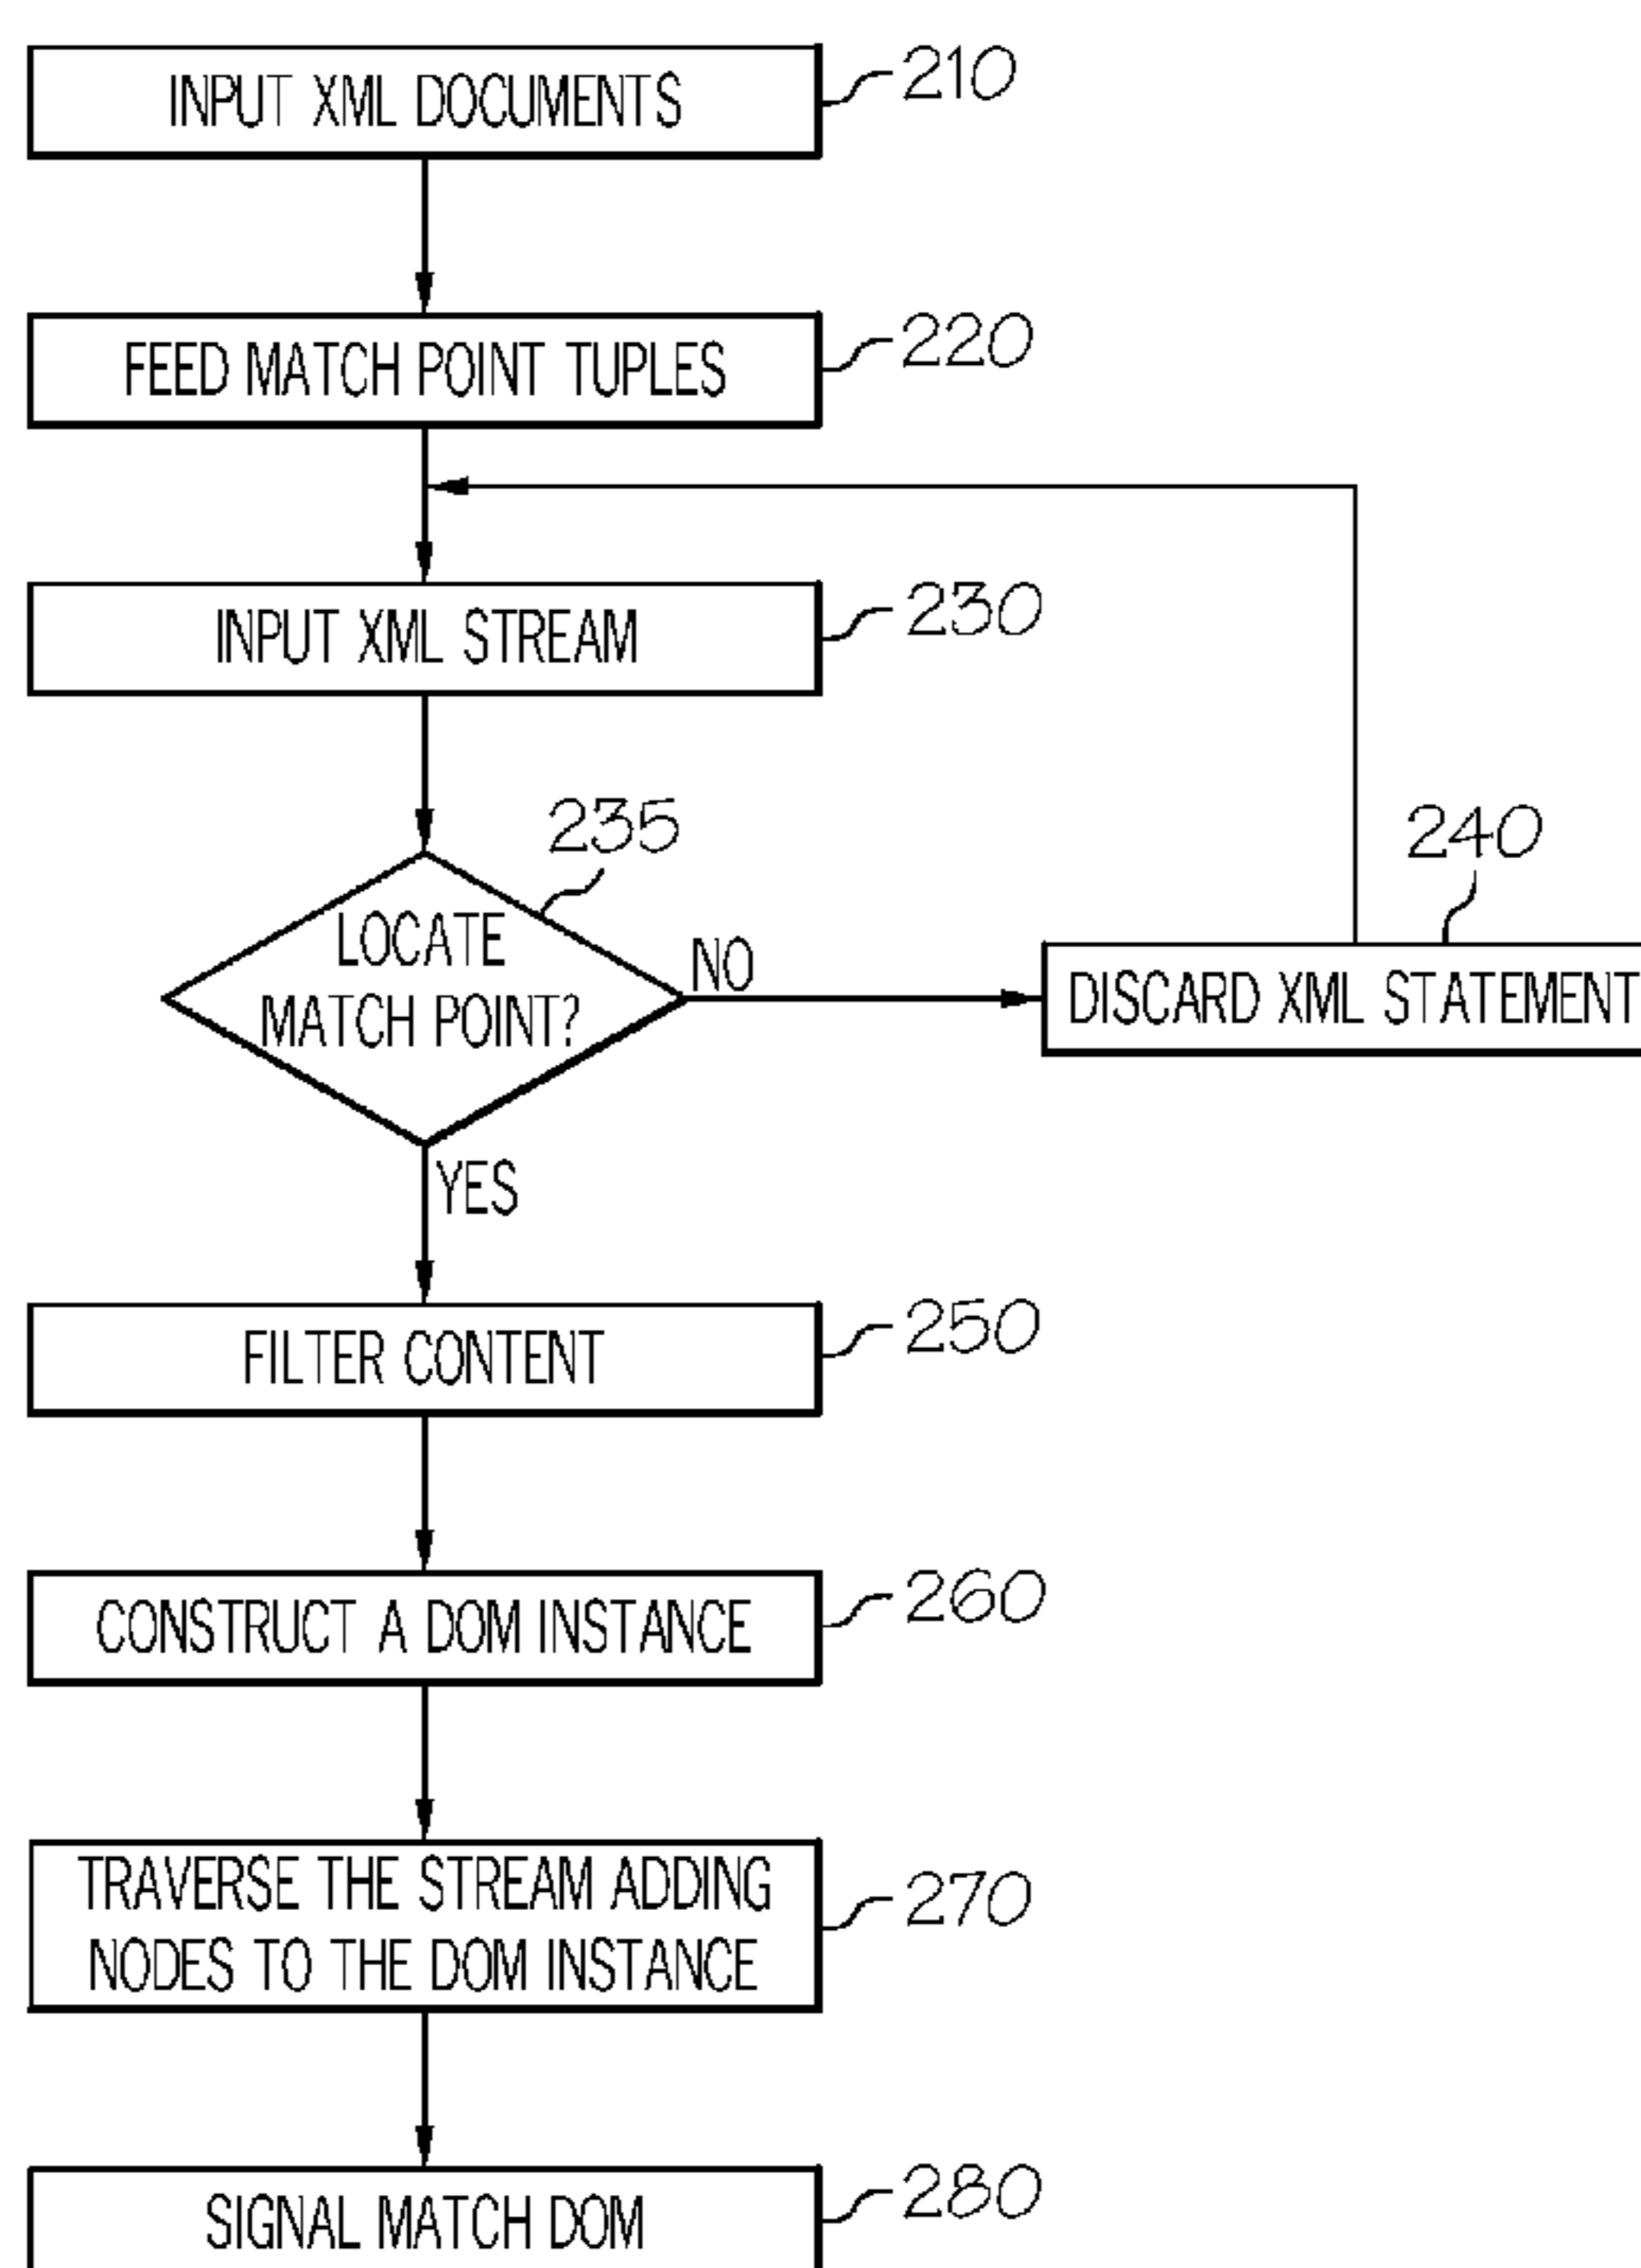 INPUT XML DOCUMENTS
210
FEED MATCH POINT TUPLES
220
INPUT XML STREAM
230
235
LOCATE
MATCH POINT?
NO
240
DISCARD XML STATEMENT
YES
FILTER CONTENT
250
CONSTRUCT A DOM INSTANCE
260
TRAVERSE THE STREAM ADDING
NODES TO THE DOM INSTANCE
270
SIGNAL MATCH DOM
280